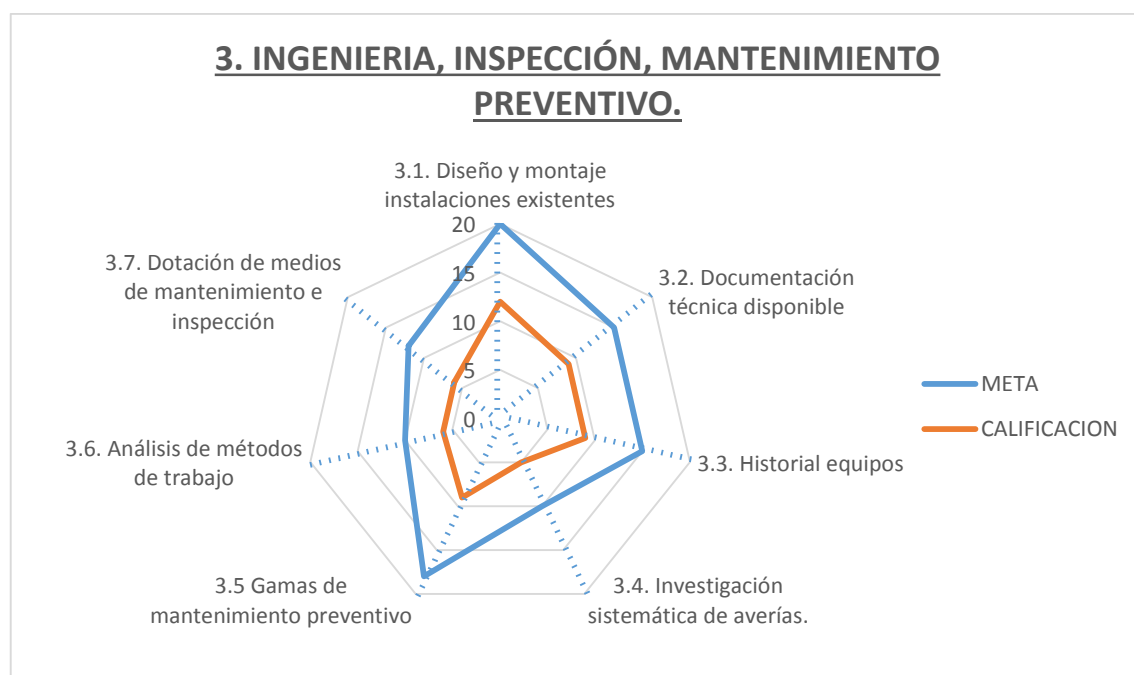 3. INGENIERIA, INSPECCIÓN, MANTENIMIENTO
PREVENTIVO.
3.1. Diseño y montaje
instalaciones existentes
20
15
10
5
0
3.2. Documentación
técnica disponible
3.3. Historial equipos
3.4. Investigación
sistemática de averías.
3.5 Gamas de
mantenimiento preventivo
3.6. Análisis de métodos
de trabajo
3.7. Dotación de medios
de mantenimiento e
inspección
META
CALIFICACION